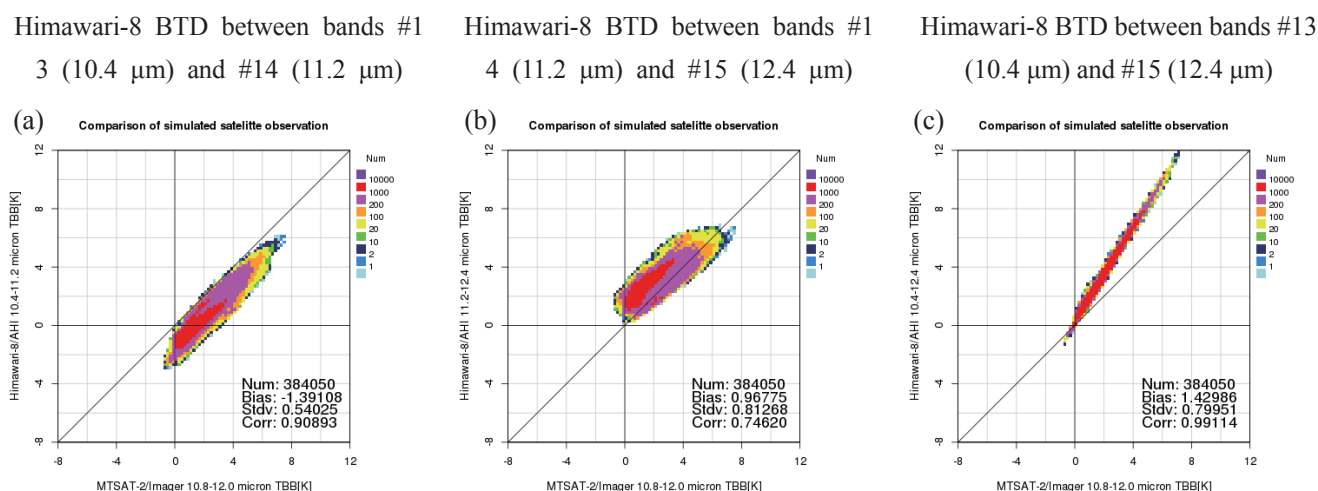 Himawari-8 BTD between bands #1
3 (10.4 μm) and #14 (11.2 μm)
Himawari-8 BTD between bands #1
4 (11.2 μm) and #15 (12.4 μm)
Himawari-8 BTD between bands #13
(10.4 μm) and #15 (12.4 μm)
(a)
Comparison of simulated satelitte observation
Himawari-8/AHI 10.4-11.2 micron TBB[K]
12
8
4
0
-4
-8
-8 -4 0 4 8 12
MTSAT-2/Imager 10.8-12.0 micron TBB[K]
Num
10000
1000
200
100
20
10
2
1
Num: 384050
Bias: -1.39108
Stdv: 0.54025
Corr: 0.90893
(b)
Comparison of simulated satelitte observation
Himawari-8/AHI 11.2-12.4 micron TBB[K]
12
8
4
0
-4
-8
-8 -4 0 4 8 12
MTSAT-2/Imager 10.8-12.0 micron TBB[K]
Num
10000
1000
200
100
20
10
2
1
Num: 384050
Bias: 0.96775
Stdv: 0.81268
Corr: 0.74620
(c)
Comparison of simulated satelitte observation
Himawari-8/AHI 10.4-12.4 micron TBB[K]
12
8
4
0
-4
-8
-8 -4 0 4 8 12
MTSAT-2/Imager 10.8-12.0 micron TBB[K]
Num
10000
1000
200
100
20
10
2
1
Num: 384050
Bias: 1.42986
Stdv: 0.79951
Corr: 0.99114